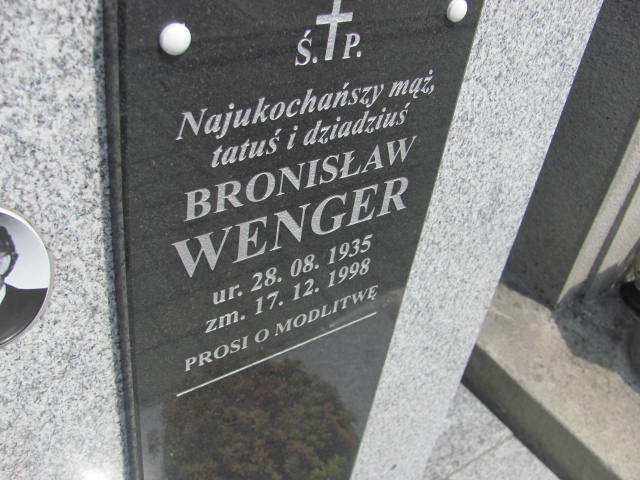 Ś.P.
Najukochańszy mąż,
tatuś i dziadziuś
BRONISŁAW
WENGER
ur. 28. 08. 1935
zm. 17. 12. 1998
PROSI O MODLITWĘ